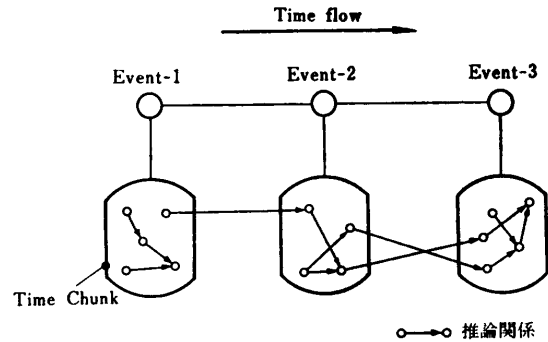 Time flow
Event-1
Event-2
Event-3
Time Chunk
推論関係